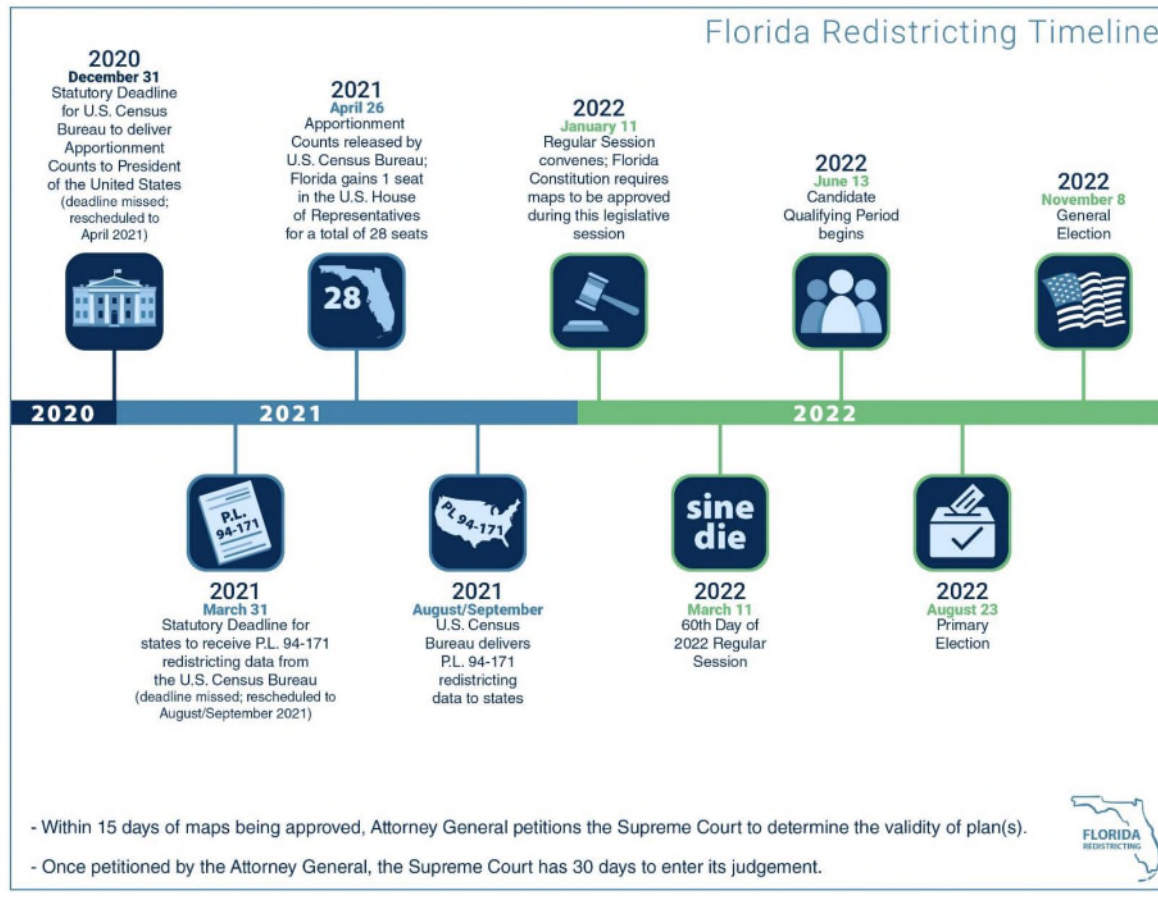 Florida Redistricting Timeline
2020
December 31
Statutory Deadline
for U.S. Census
Bureau to deliver
Apportionment
Counts to President
of the United States
(deadline missed;
rescheduled to
April 2021)
2021
April 26
Apportionment
Counts released by
U.S. Census Bureau;
Florida gains 1 seat
in the U.S. House
of Representatives
for a total of 28 seats
28
2022
January 11
Regular Session
convenes; Florida
Constitution requires
maps to be approved
during this legislative
session
2022
June 13
Candidate
Qualifying Period
begins
2022
November 8
General
Election
2020
2021
2022
P.L.
94-171
2021
March 31
Statutory Deadline for
states to receive P.L. 94-171
redistricting data from
the U.S. Census Bureau
(deadline missed; rescheduled to
August/September 2021)
PL 94-171
2021
August/September
U.S. Census
Bureau delivers
P.L. 94-171
redistricting
data to states
sine
die
2022
March 11
60th Day of
2022 Regular
Session
2022
August 23
Primary
Election
- Within 15 days of maps being approved, Attorney General petitions the Supreme Court to determine the validity of plan(s).
- Once petitioned by the Attorney General, the Supreme Court has 30 days to enter its judgement.
FLORIDA
REDISTRICTING